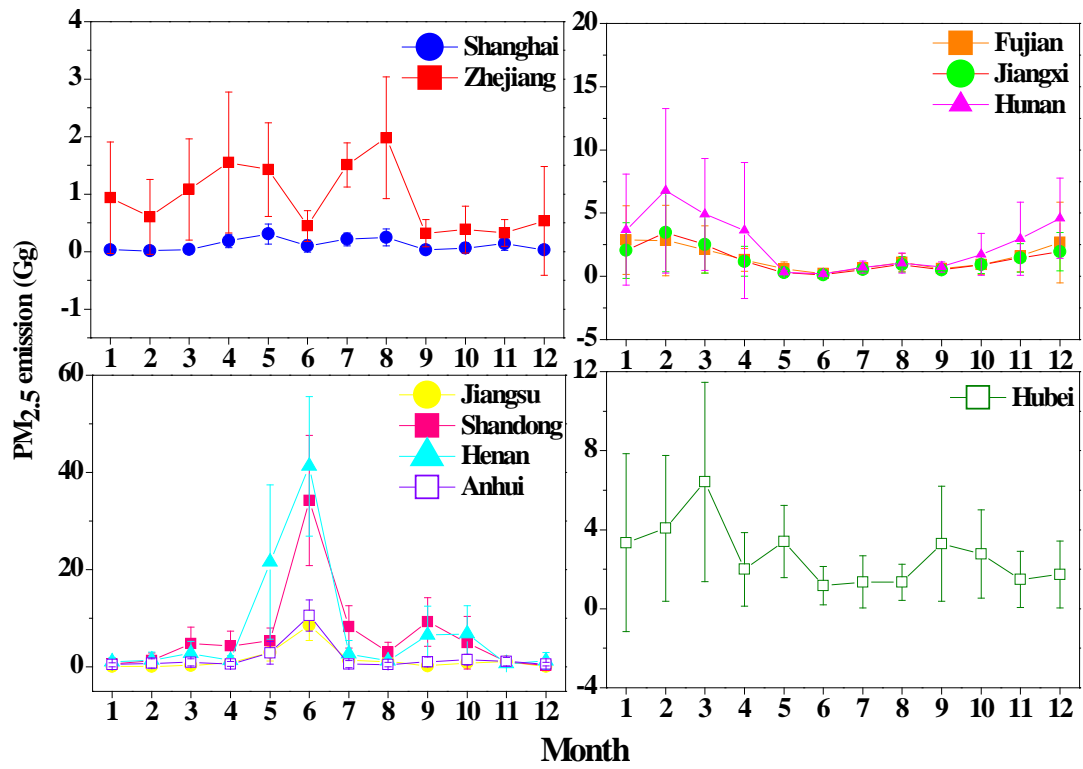 4
3
2
1
0
-1
Shanghai
Zhejiang
1 2 3 4 5 6 7 8 9 10 11 12
20
15
10
5
0
-5
Fujian
Jiangxi
Hunan
1 2 3 4 5 6 7 8 9 10 11 12
PM2.5 emission (Gg)
60
40
20
0
Jiangsu
Shandong
Henan
Anhui
1 2 3 4 5 6 7 8 9 10 11 12
12
8
4
0
-4
Hubei
1 2 3 4 5 6 7 8 9 10 11 12
Month